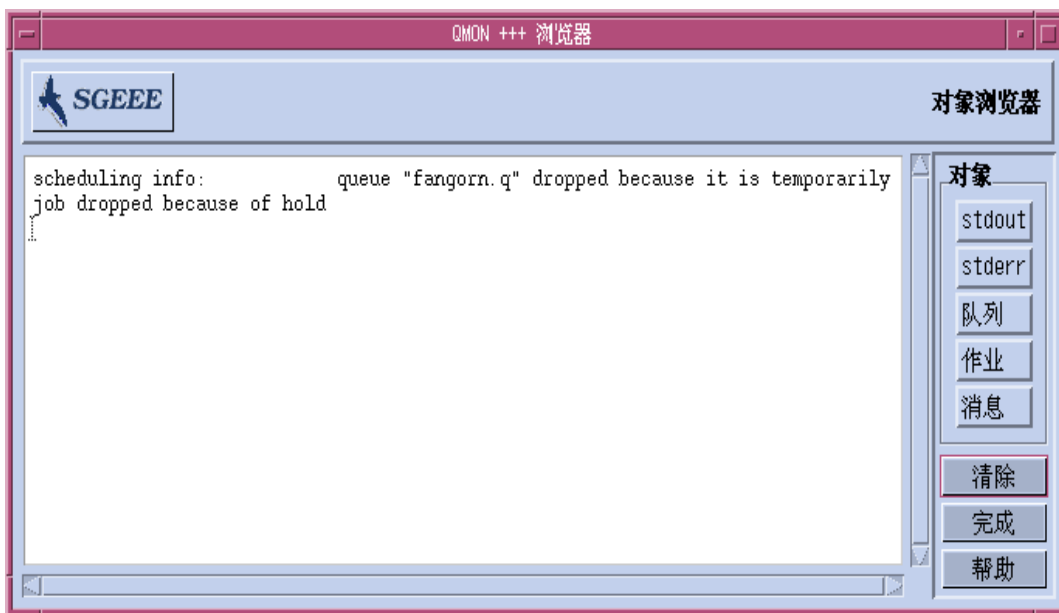 QMON +++ 浏览器
SGEEE
对象浏览器
scheduling info: queue "fangorn.q" dropped because it is temporarily
job dropped because of hold
对象
stdout
stderr
队列
作业
消息
清除
完成
帮助